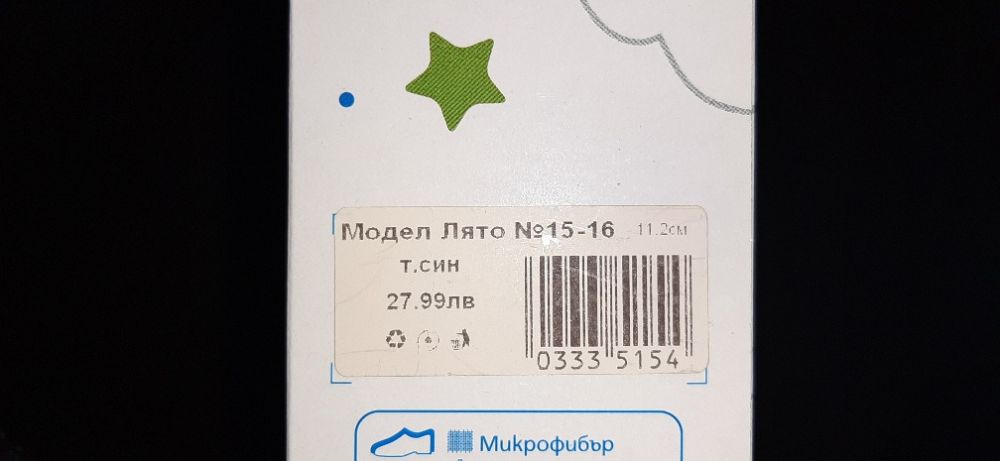 Модел Лято №15-16 11.2см
т.син
27.99лв
0333 5154
Микрофибър